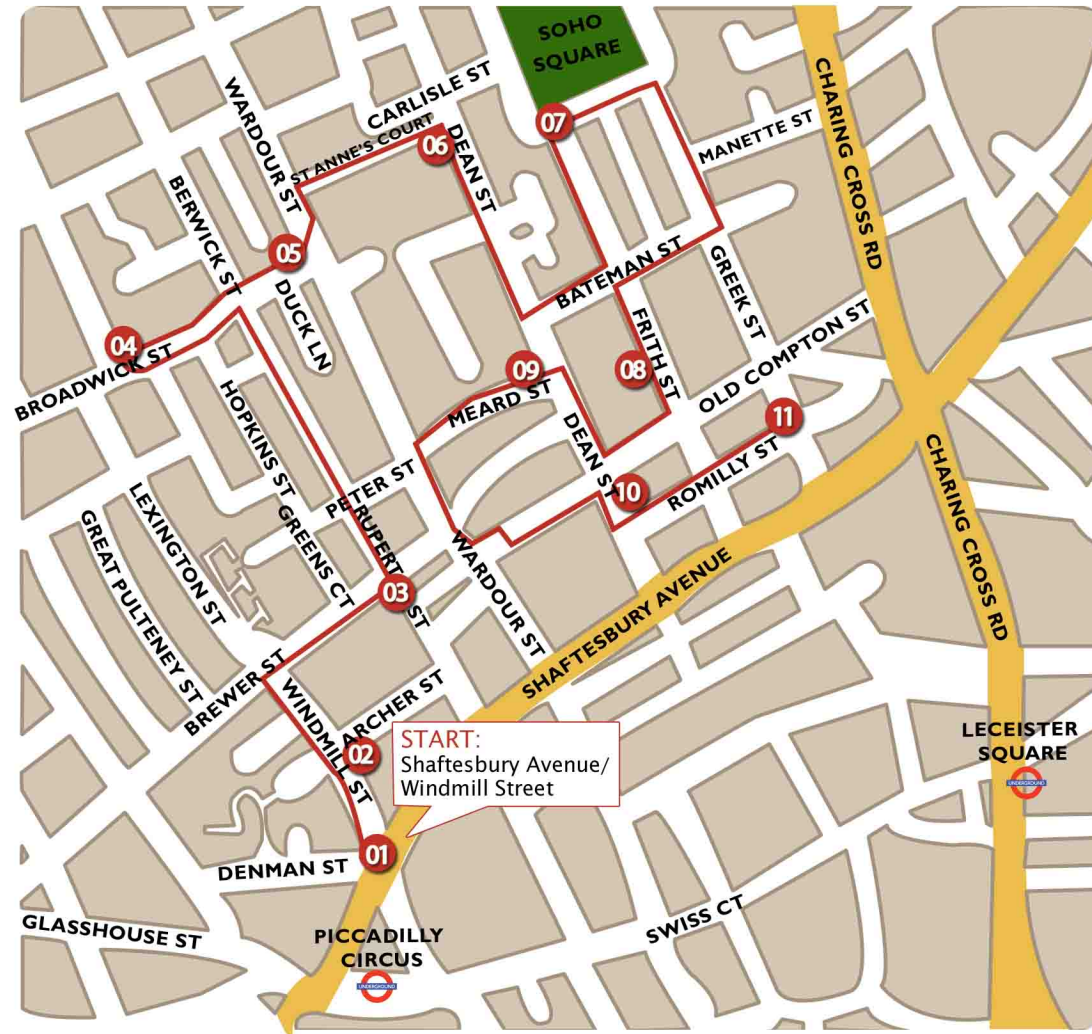 SOHO
SQUARE
CARLISLE ST
WARDOUR ST
ST ANNE'S COURT
06
DEAN ST
07
MANETTE ST
CHARING CROSS RD
BERWICK ST
05
DUCK LN
04
BROADWICK ST
BATEMAN ST
GREEK ST
FRITH ST
08
09
MEARD ST
OLD COMPTON ST
11
HOPKINS ST
DEAN ST
10
ROMILLY ST
PETER ST
RUPERT ST
GREENS CT
LEXINGTON ST
GREAT PULTENEY ST
03
WARDOUR ST
CHARING CROSS RD
SHAFTESBURY AVENUE
BREWER ST
WINDMILL ST
ARCHER ST
02
START:
Shaftesbury Avenue/
Windmill Street
LECEISTER
SQUARE
UNDERGROUND
01
DENMAN ST
GLASSHOUSE ST
PICCADILLY
CIRCUS
UNDERGROUND
SWISS CT